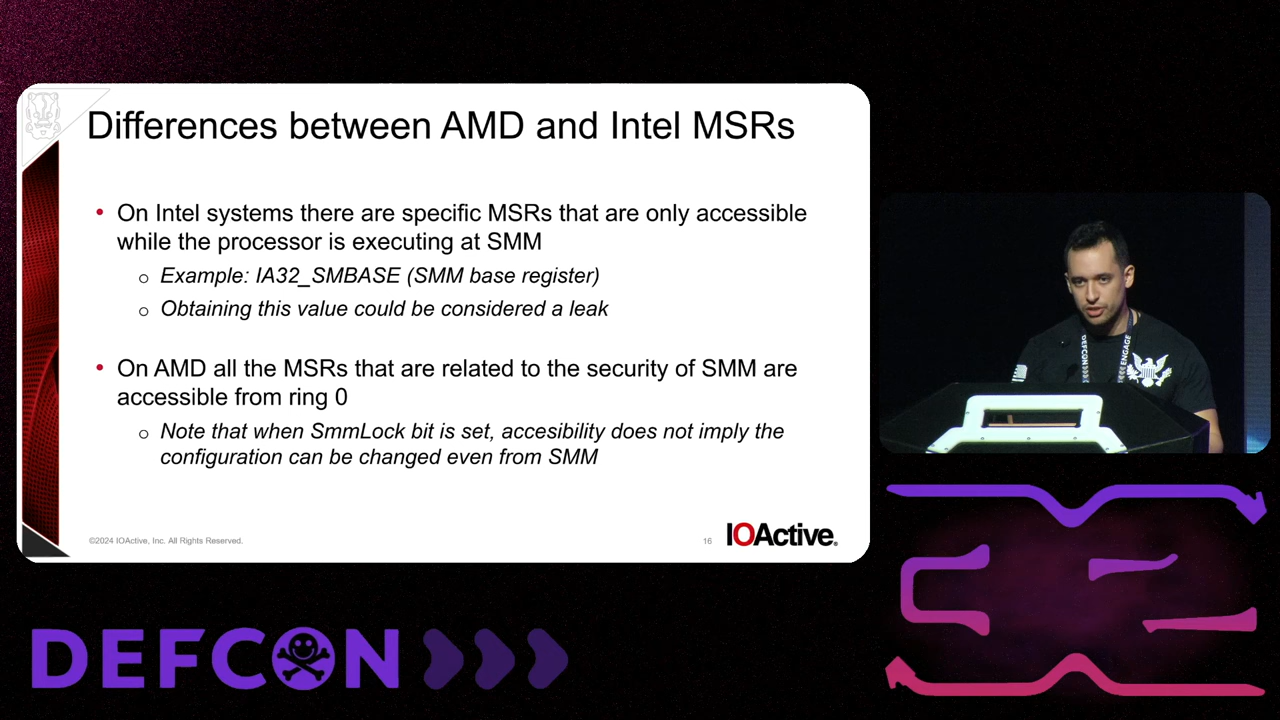 Differences between AMD and Intel MSRs
• On Intel systems there are specific MSRs that are only accessible
while the processor is executing at SMM
o Example: IA32_SMBASE (SMM base register)
o Obtaining this value could be considered a leak
• On AMD all the MSRs that are related to the security of SMM are
accessible from ring 0
o Note that when SmmLock bit is set, accesibility does not imply the
configuration can be changed even from SMM
©2024 IOActive, Inc. All Rights Reserved.
16
IOActive.
DEFCON
ENGAGE
DEFCON